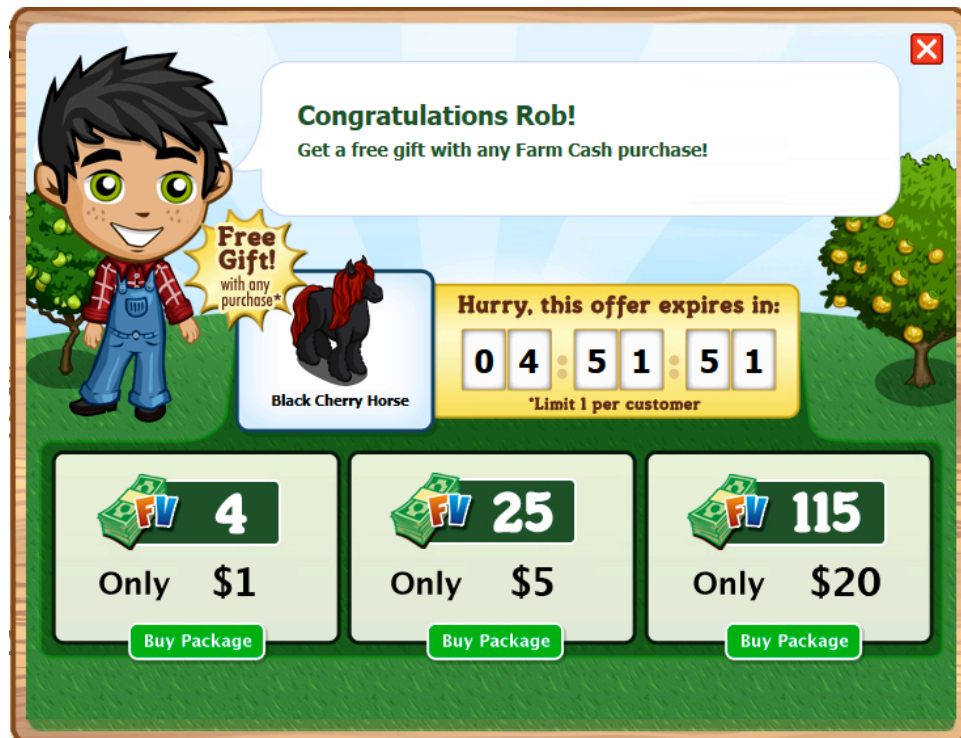 Congratulations Rob!
Get a free gift with any Farm Cash purchase!
Free
Gift!
with any
purchase*
Black Cherry Horse
Hurry, this offer expires in:
04:51:51
*Limit 1 per customer
FV 4
Only $1
Buy Package
FV 25
Only $5
Buy Package
FV 115
Only $20
Buy Package